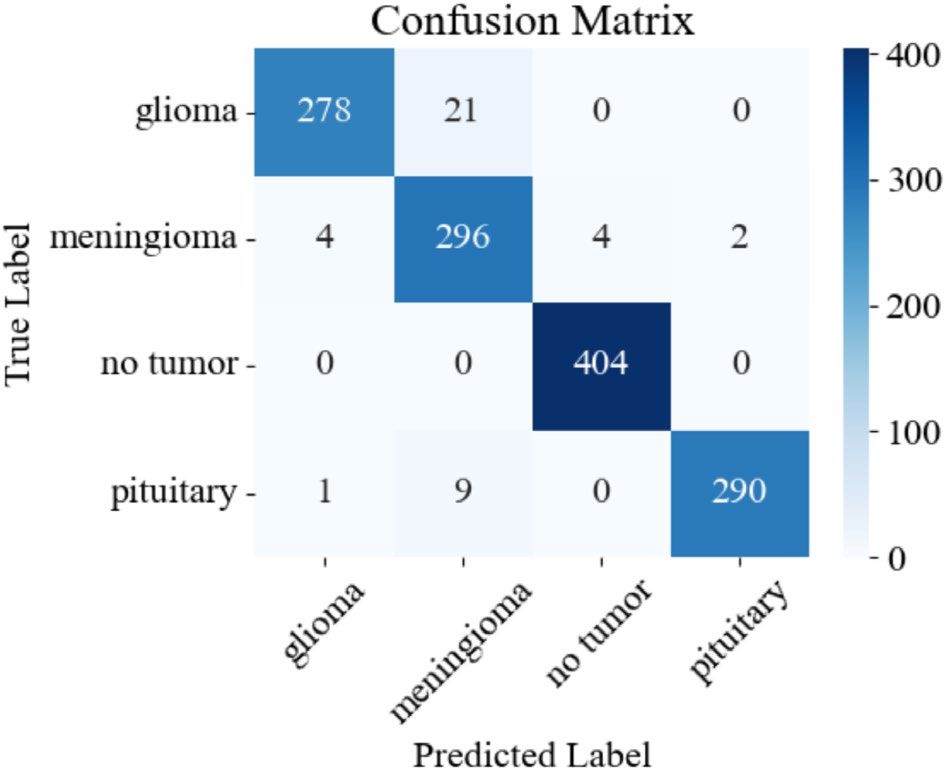 Confusion Matrix
glioma
278 21 0 0
meningioma
4 296 4 2
no tumor
0 0 404 0
pituitary
1 9 0 290
True Label
glioma
meningioma
no tumor
pituitary
Predicted Label
400
300
200
100
0